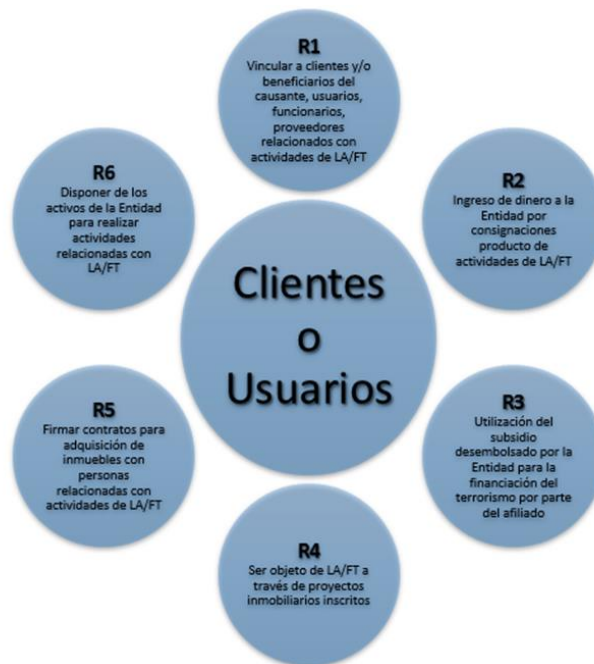 R1
Vincular a clientes y/o
beneficiarios del
causante, usuarios,
funcionarios,
proveedores
relacionados con
actividades de LA/FT
R2
Ingreso de dinero a la
Entidad por
consignaciones
producto de
actividades de LA/FT
R3
Utilización del
subsidio
desembolsado por la
Entidad para la
financiación del
terrorismo por parte
del afiliado
R4
Ser objeto de LA/FT a
través de proyectos
inmobiliarios inscritos
R5
Firmar contratos para
adquisición de
inmuebles con
personas
relacionadas con
actividades de LA/FT
R6
Disponer de los
activos de la Entidad
para realizar
actividades
relacionadas con
LA/FT
Clientes
o
Usuarios